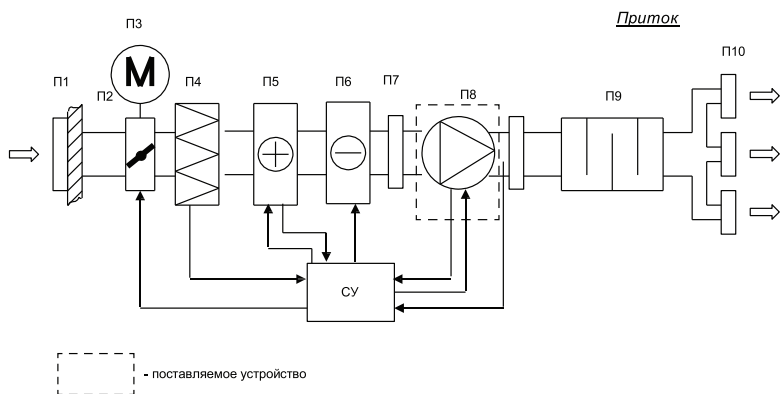 Приток
П3
П10
П1
П2
П4
П5
П6
П7
П8
П9
М
СУ
- поставляемое устройство